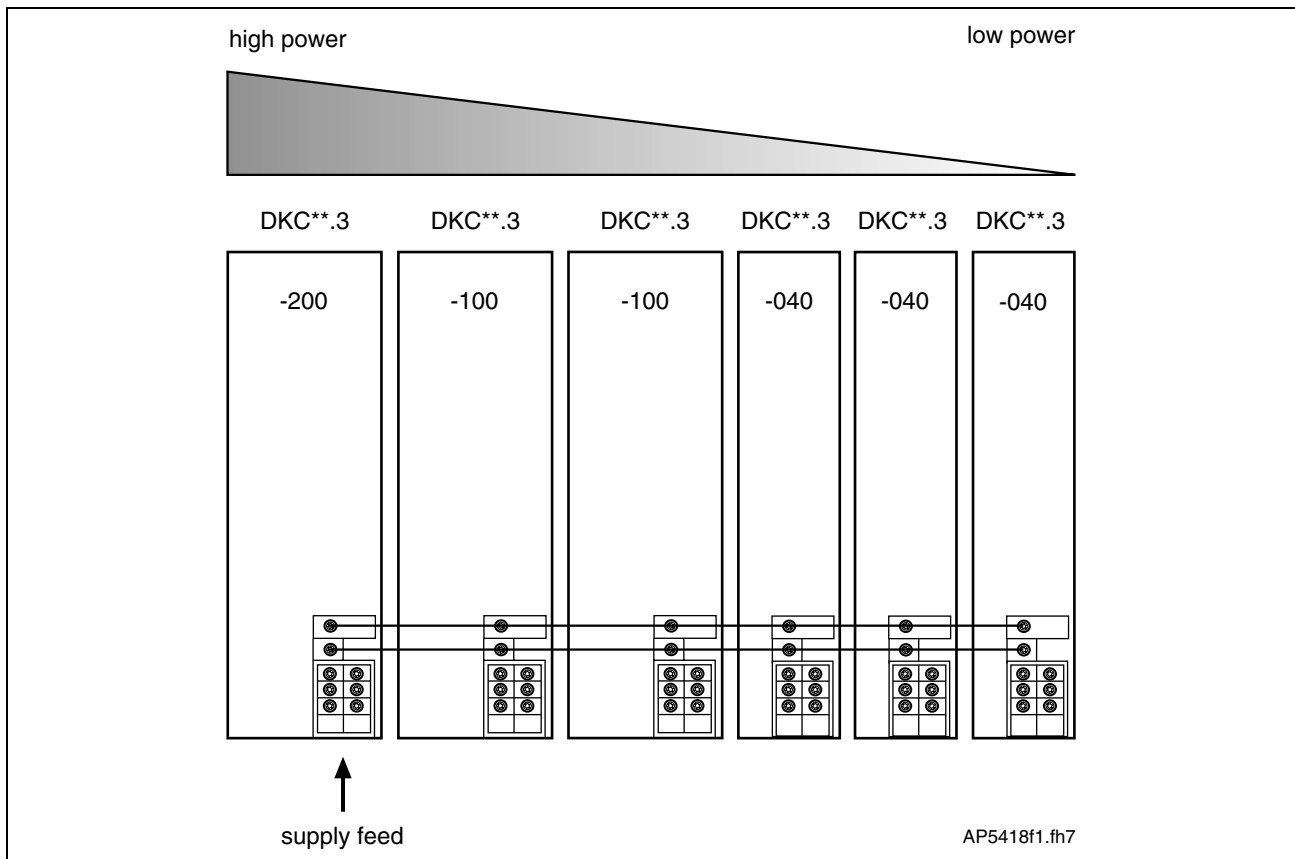 high power
low power
DKC**.3 DKC**.3 DKC**.3 DKC**.3 DKC**.3 DKC**.3
-200 -100 -100 -040 -040 -040
supply feed
AP5418f1.fh7